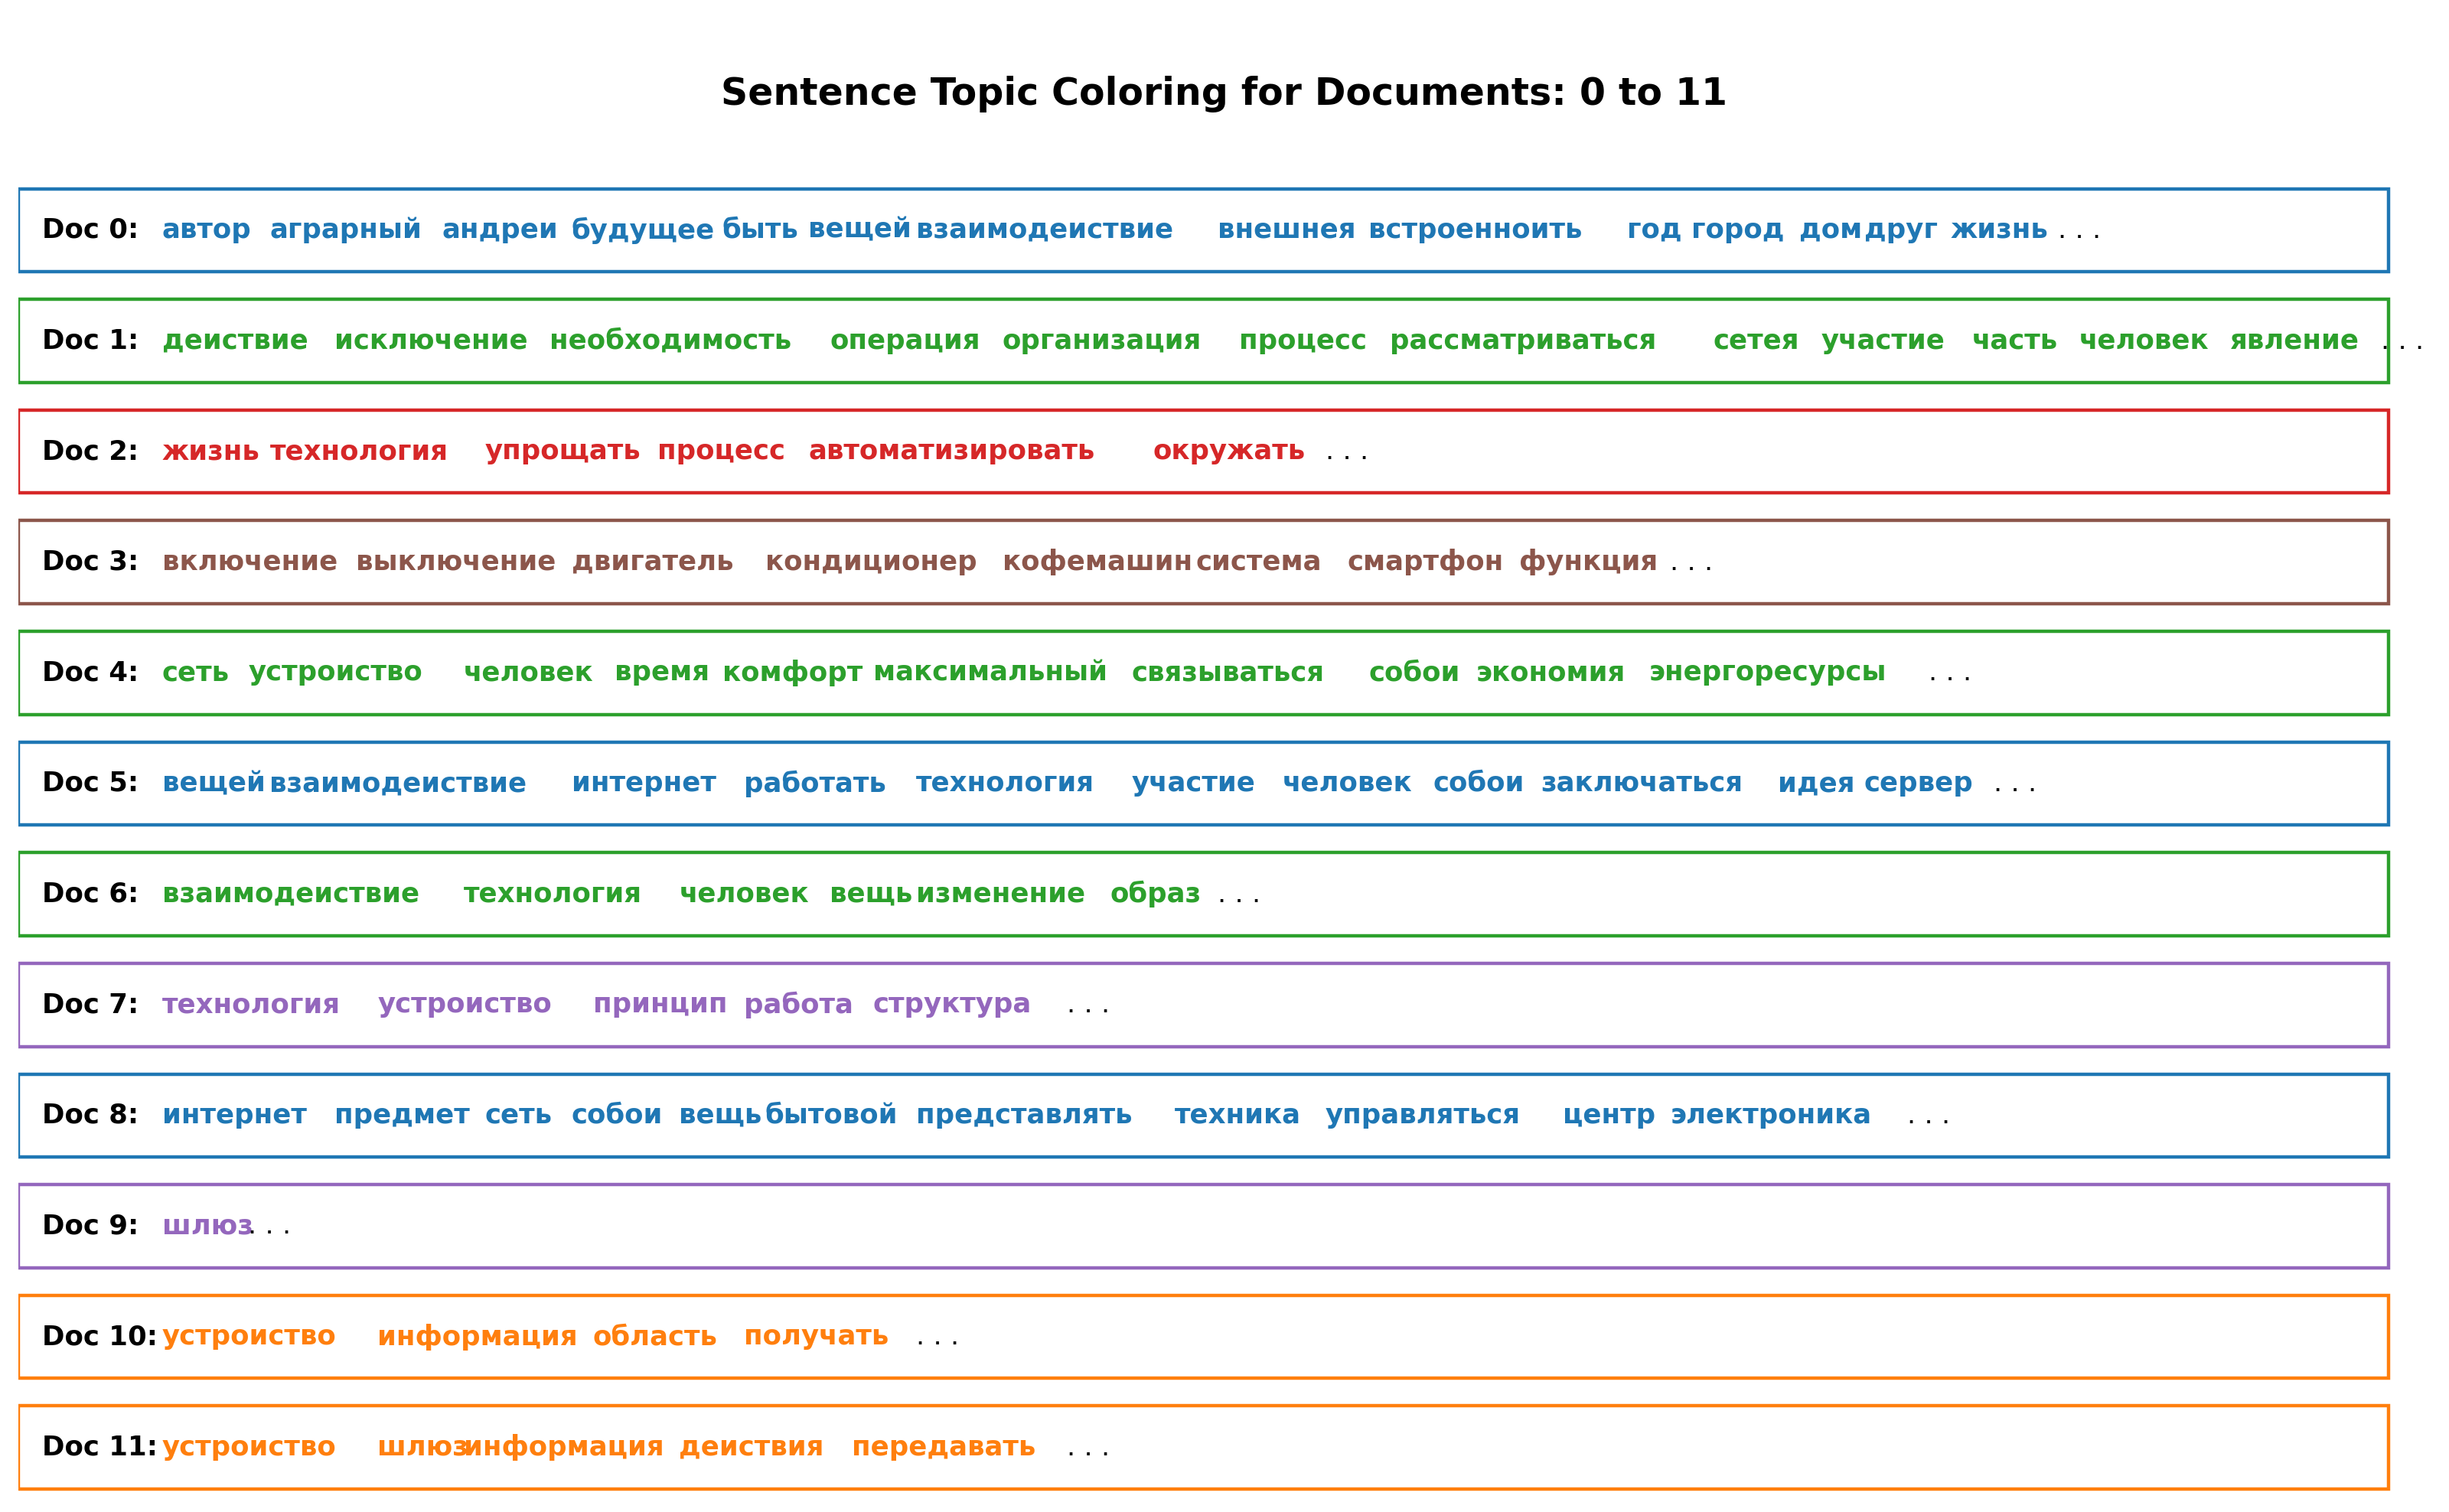 Sentence Topic Coloring for Documents: 0 to 11
Doc 0: автор аграрный андреи будущее быть вещей взаимодеиствие внешнея встроенноить год город дом друг жизнь . . .
Doc 1: деиствие исключение необходимость операция организация процесс рассматриваться сетея участие часть человек явление . . .
Doc 2: жизнь технология упрощать процесс автоматизировать окружать . . .
Doc 3: включение выключение двигатель кондиционер кофемашин система смартфон функция . . .
Doc 4: сеть устроиство человек время комфорт максимальный связываться собои экономия энергоресурсы . . .
Doc 5: вещей взаимодеиствие интернет работать технология участие человек собои заключаться идея сервер . . .
Doc 6: взаимодеиствие технология человек вещь изменение образ . . .
Doc 7: технология устроиство принцип работа структура . . .
Doc 8: интернет предмет сеть собои вещь бытовой представлять техника управляться центр электроника . . .
Doc 9: шлюз . . .
Doc 10: устроиство информация область получать . . .
Doc 11: устроиство шлюз информация деиствия передавать . . .